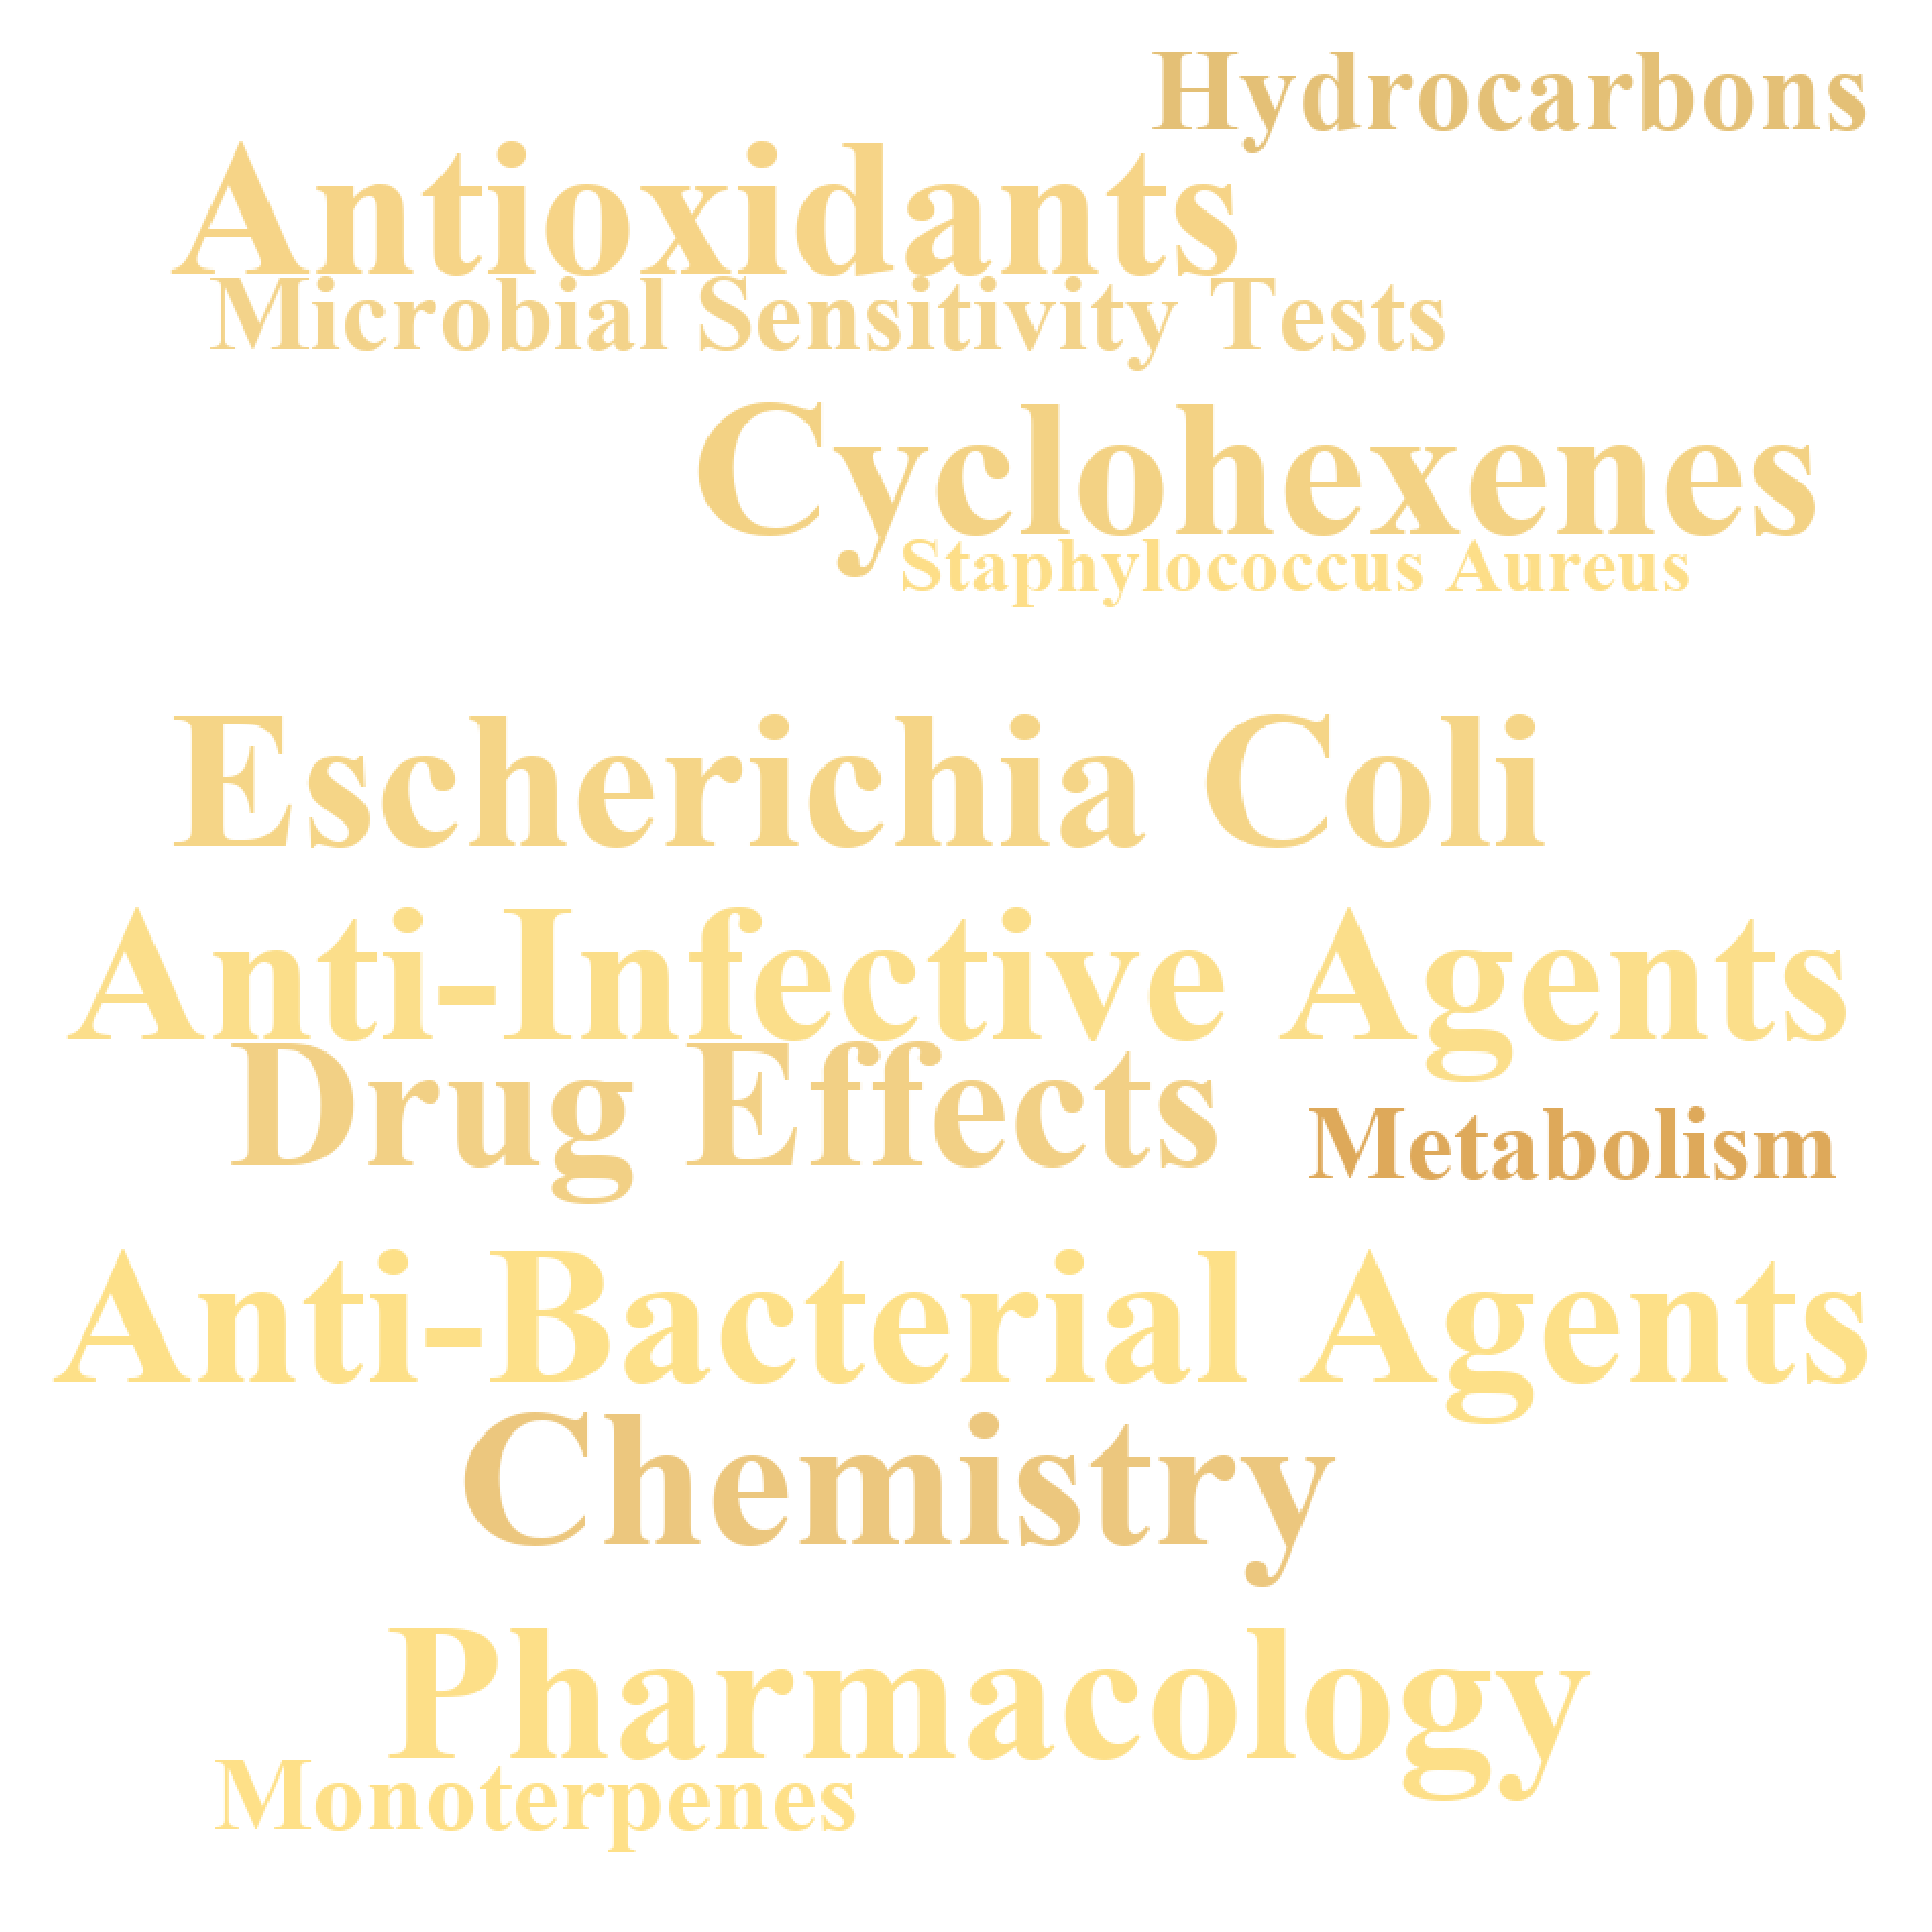 Hydrocarbons
Antioxidants
Microbial Sensitivity Tests
Cyclohexenes
Staphylococcus Aureus
Escherichia Coli
Anti-Infective Agents
Drug Effects
Metabolism
Anti-Bacterial Agents
Chemistry
Pharmacology
Monoterpenes